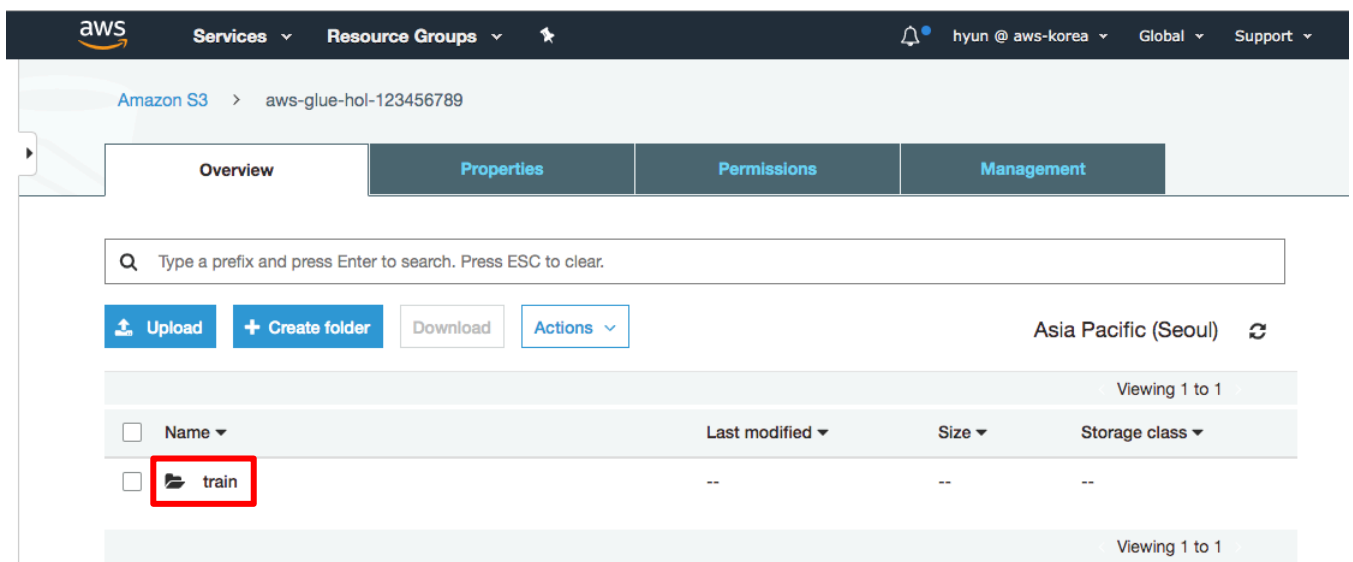 aws Services Resource Groups hyun @ aws-korea Global Support
Amazon S3 > aws-glue-hol-123456789
Overview Properties Permissions Management
Type a prefix and press Enter to search. Press ESC to clear.
Upload + Create folder Download Actions Asia Pacific (Seoul)
Viewing 1 to 1
Name Last modified Size Storage class
train -- -- --
Viewing 1 to 1